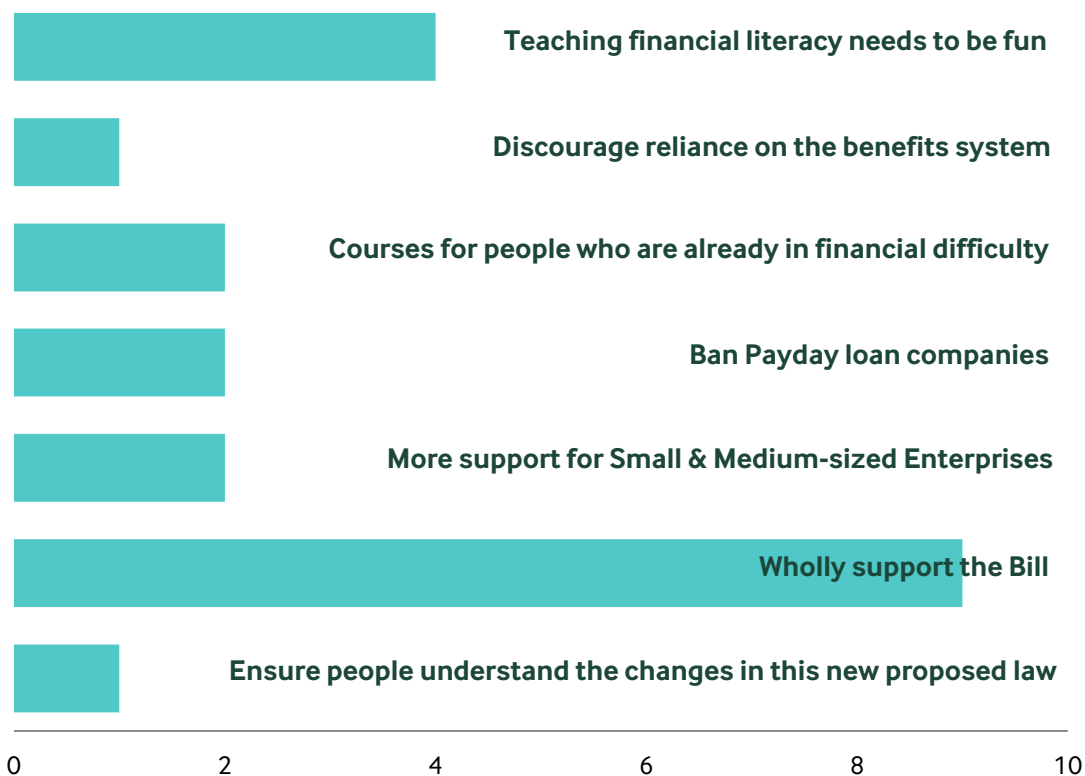 Teaching financial literacy needs to be fun
Discourage reliance on the benefits system
Courses for people who are already in financial difficulty
Ban Payday loan companies
More support for Small & Medium-sized Enterprises
Wholly support the Bill
Ensure people understand the changes in this new proposed law
0 2 4 6 8 10